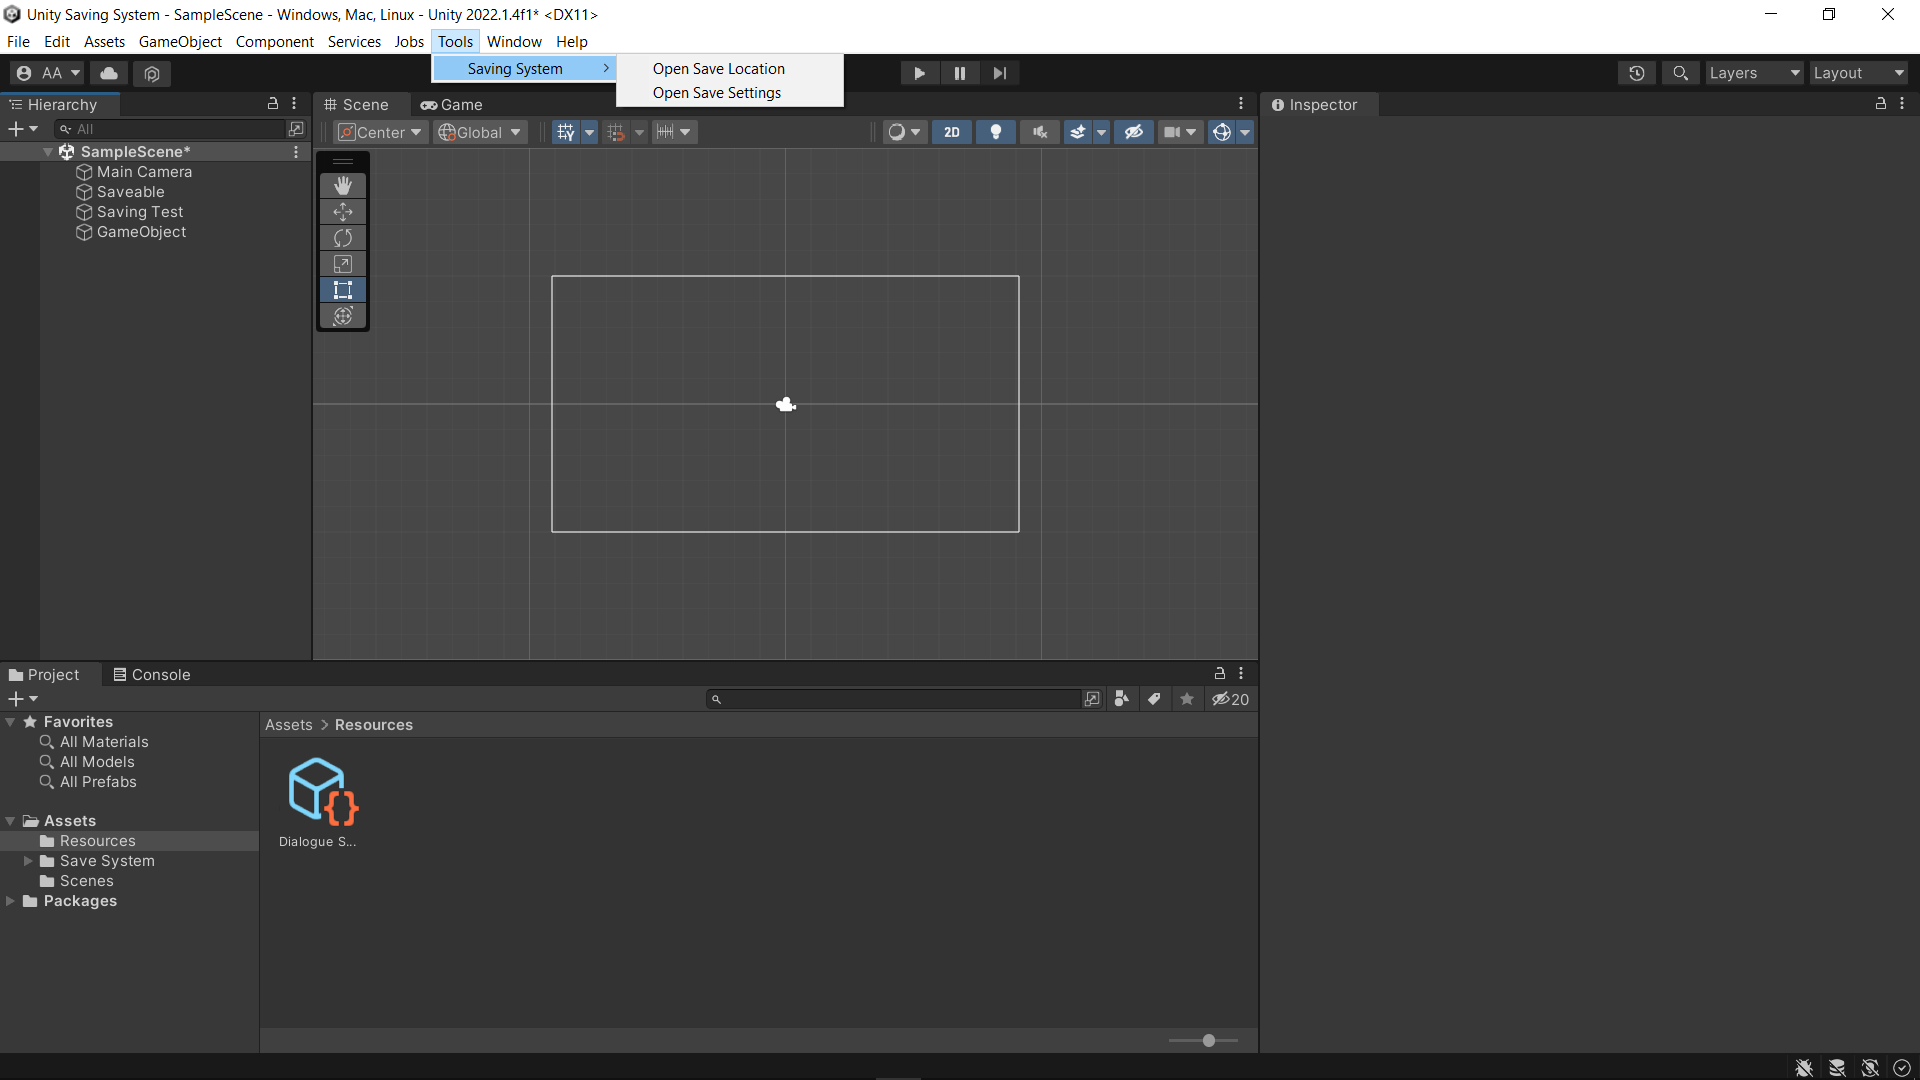 Unity Saving System - SampleScene - Windows, Mac, Linux - Unity 2022.1.4f1* <DX11>
File Edit Assets GameObject Component Services Jobs Tools Window Help
Saving System
Open Save Location
Open Save Settings
AA
Layers
Layout
Hierarchy
All
SampleScene*
Main Camera
Saveable
Saving Test
GameObject
Scene
Game
Center
Global
2D
Inspector
Project
Console
20
Favorites
All Materials
All Models
All Prefabs
Assets
Resources
Save System
Scenes
Packages
Assets > Resources
Dialogue S...